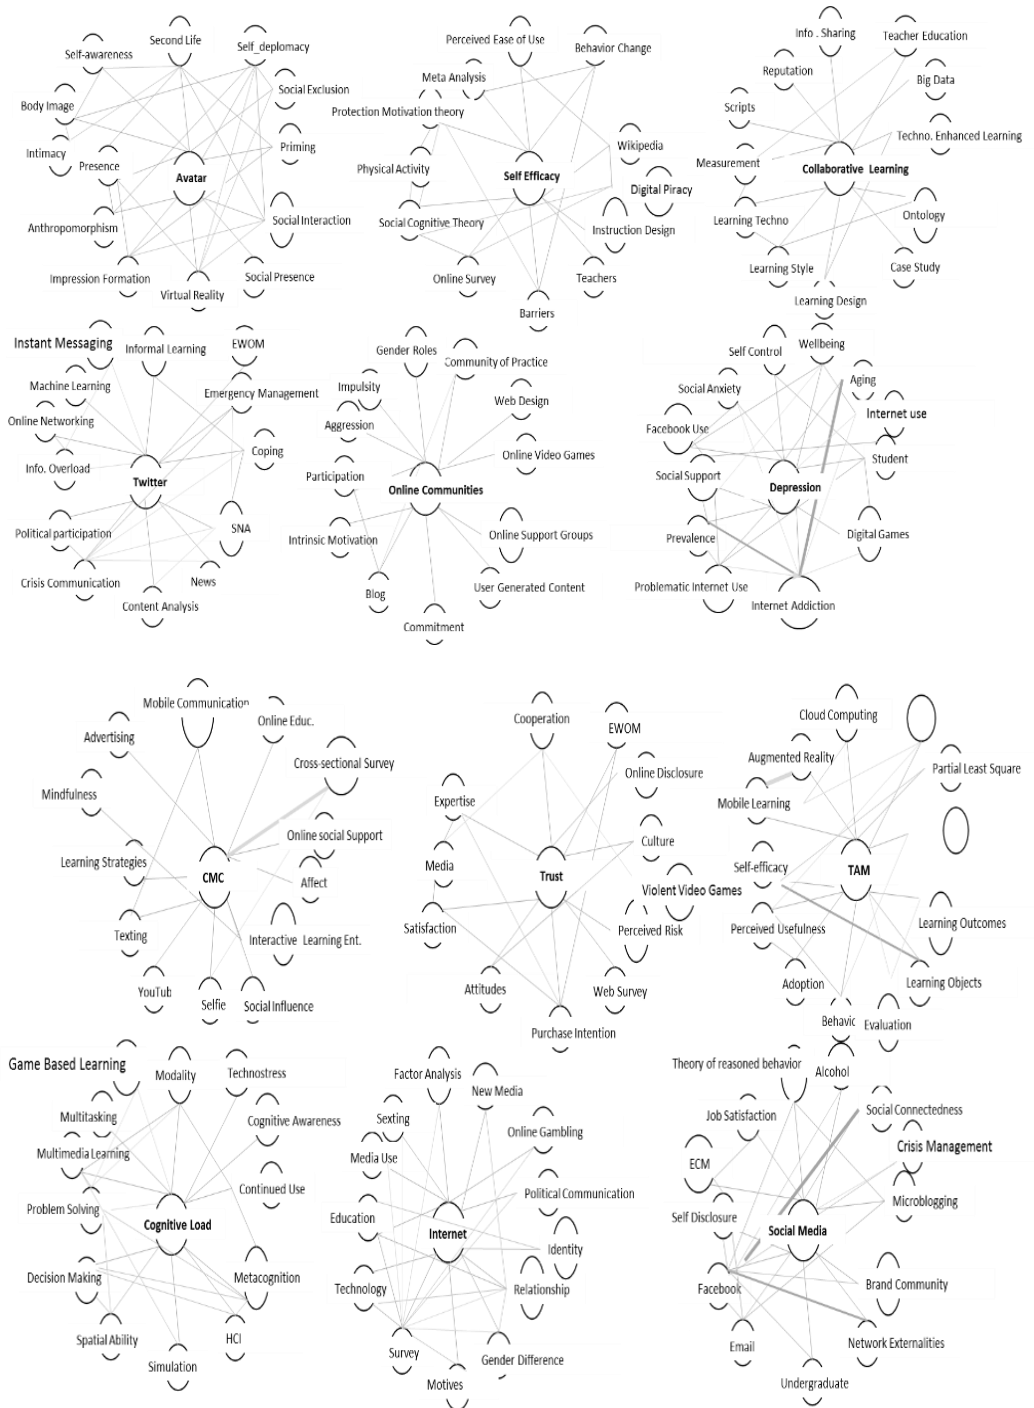 Second Life
Self_deplomacy
Self-awareness
Social Exclusion
Body Image
Priming
Intimacy
Presence
Avatar
Social Interaction
Anthropomorphism
Impression Formation
Social Presence
Virtual Reality
Perceived Ease of Use
Behavior Change
Meta Analysis
Protection Motivation theory
Wikipedia
Physical Activity
Self Efficacy
Digital Piracy
Social Cognitive Theory
Instruction Design
Online Survey
Teachers
Barriers
Info . Sharing
Teacher Education
Reputation
Big Data
Scripts
Techno. Enhanced Learning
Measurement
Collaborative Learning
Learning Techno
Ontology
Learning Style
Case Study
Learning Design
Instant Messaging
Informal Learning
EWOM
Machine Learning
Emergency Management
Online Networking
Coping
Info. Overload
Twitter
Political participation
SNA
Crisis Communication
News
Content Analysis
Gender Roles
Community of Practice
Impulsity
Web Design
Aggression
Online Video Games
Participation
Online Communities
Intrinsic Motivation
Online Support Groups
Blog
User Generated Content
Commitment
Wellbeing
Self Control
Social Anxiety
Aging
Internet use
Facebook Use
Student
Social Support
Depression
Prevalence
Digital Games
Problematic Internet Use
Internet Addiction
Mobile Communication
Online Educ.
Advertising
Cross-sectional Survey
Mindfulness
Online social Support
Learning Strategies
CMC
Affect
Texting
Interactive Learning Ent.
YouTub
Selfie
Social Influence
Cooperation
EWOM
Online Disclosure
Expertise
Culture
Media
Trust
Violent Video Games
Satisfaction
Perceived Risk
Attitudes
Web Survey
Purchase Intention
Cloud Computing
Augmented Reality
Partial Least Square
Mobile Learning
Self-efficacy
TAM
Perceived Usefulness
Learning Outcomes
Adoption
Learning Objects
Behavic
Evaluation
Game Based Learning
Modality
Technostress
Multitasking
Cognitive Awareness
Multimedia Learning
Continued Use
Problem Solving
Cognitive Load
Decision Making
Metacognition
Spatial Ability
HCI
Simulation
Factor Analysis
New Media
Sexting
Online Gambling
Media Use
Political Communication
Education
Internet
Identity
Technology
Relationship
Survey
Gender Difference
Motives
Theory of reasoned behavior
Alcohol
Job Satisfaction
Social Connectedness
Crisis Management
ECM
Microblogging
Self Disclosure
Social Media
Facebook
Brand Community
Email
Network Externalities
Undergraduate